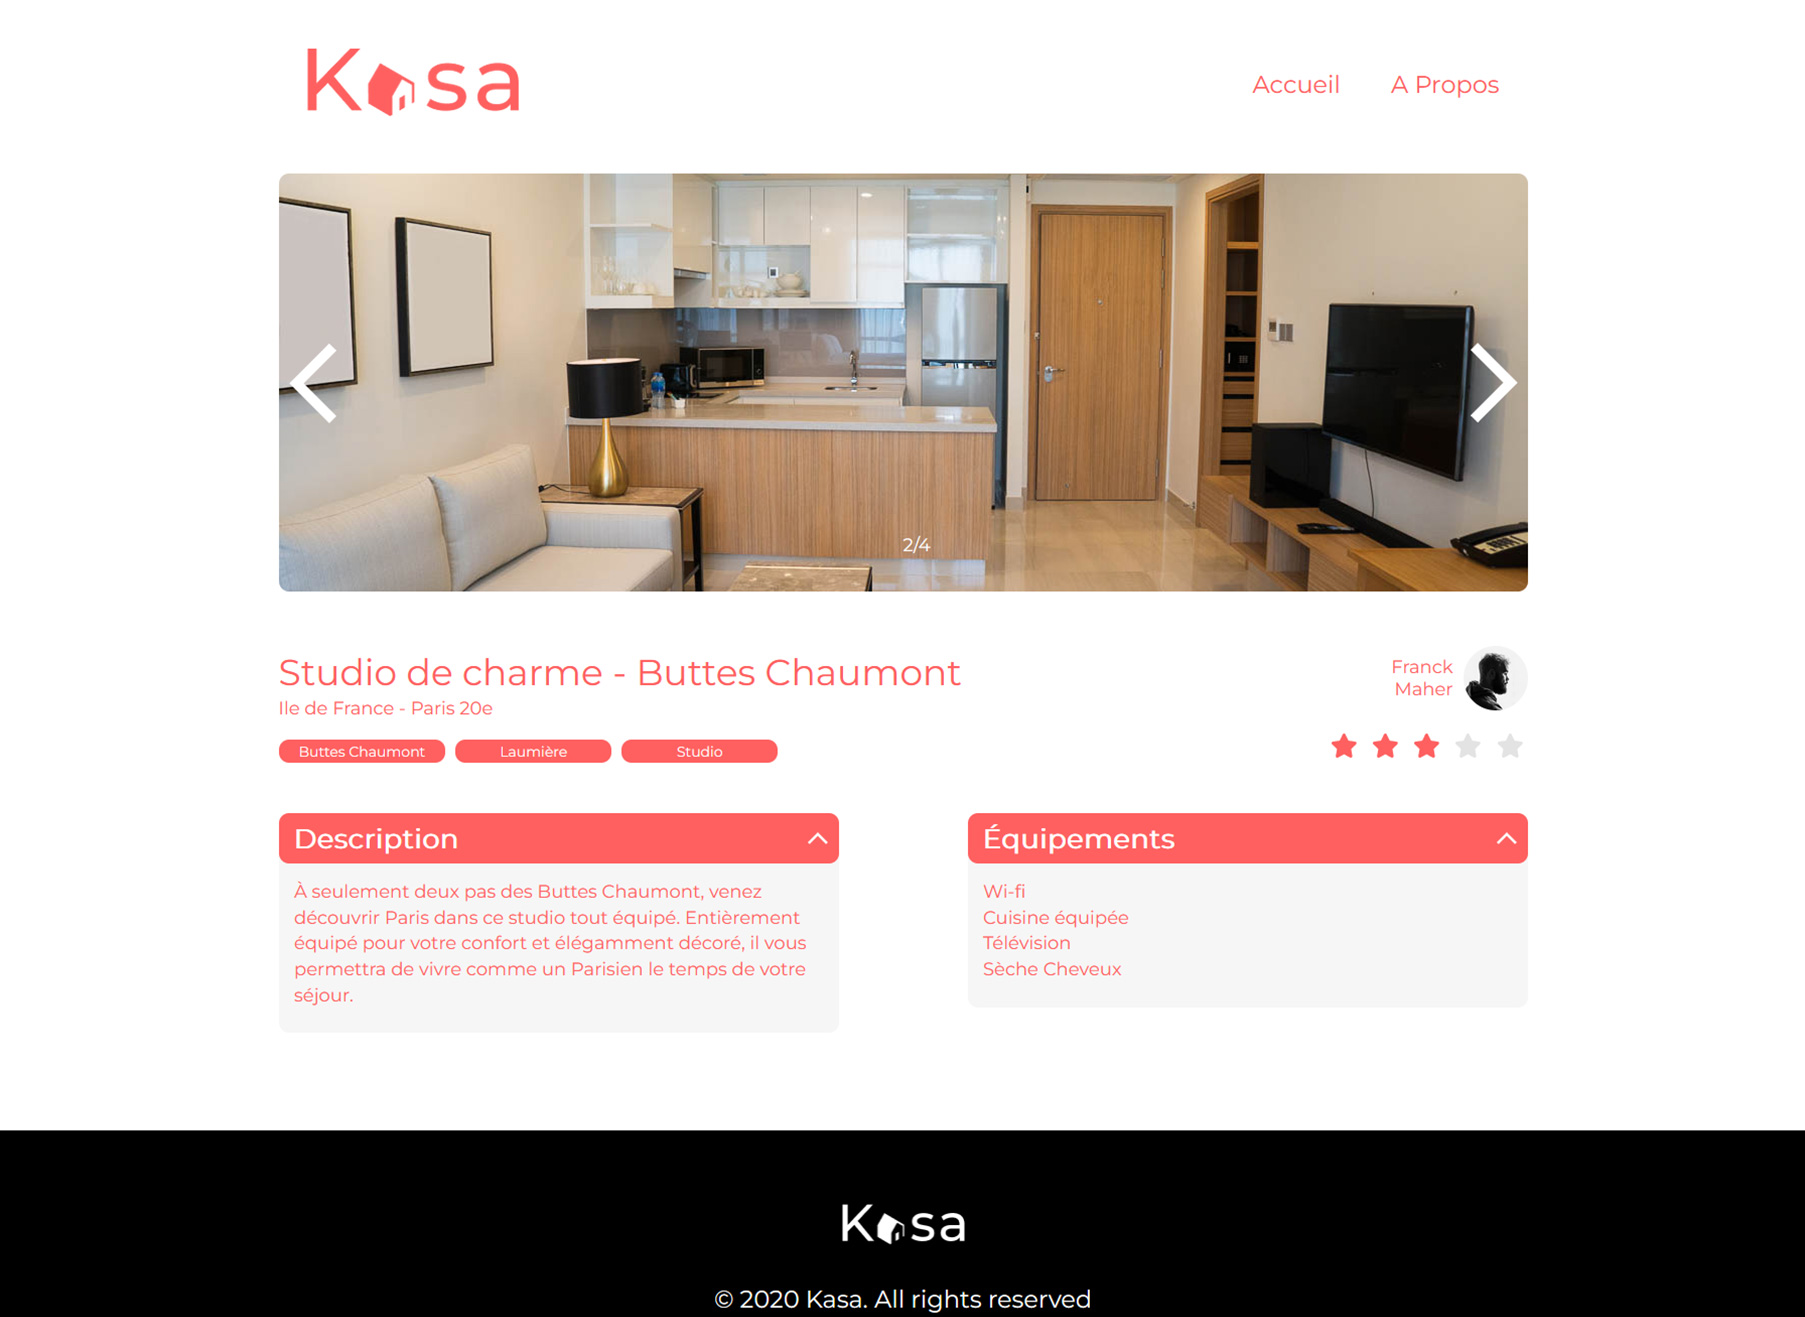 Kasa
Accueil
A Propos
2/4
Studio de charme - Buttes Chaumont
Ile de France - Paris 20e
Franck
Maher
Buttes Chaumont
Laumière
Studio
Description
À seulement deux pas des Buttes Chaumont, venez
découvrir Paris dans ce studio tout équipé. Entièrement
équipé pour votre confort et élégamment décoré, il vous
permettra de vivre comme un Parisien le temps de votre
séjour.
Équipements
Wi-fi
Cuisine équipée
Télévision
Sèche Cheveux
Kasa
© 2020 Kasa. All rights reserved